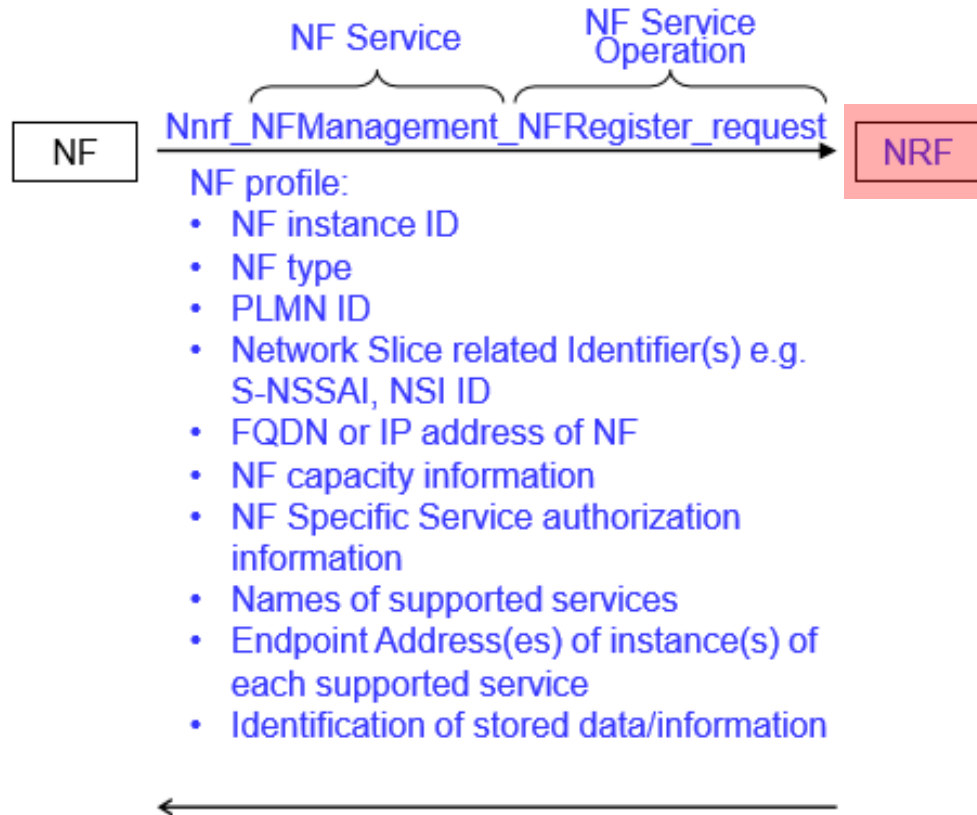 NF Service
NF Service
Operation
Nnrf_NFManagement_NFRegister_request
NF
NRF
NF profile:
• NF instance ID
• NF type
• PLMN ID
• Network Slice related Identifier(s) e.g.
S-NSSAI, NSI ID
• FQDN or IP address of NF
• NF capacity information
• NF Specific Service authorization
information
• Names of supported services
• Endpoint Address(es) of instance(s) of
each supported service
• Identification of stored data/information